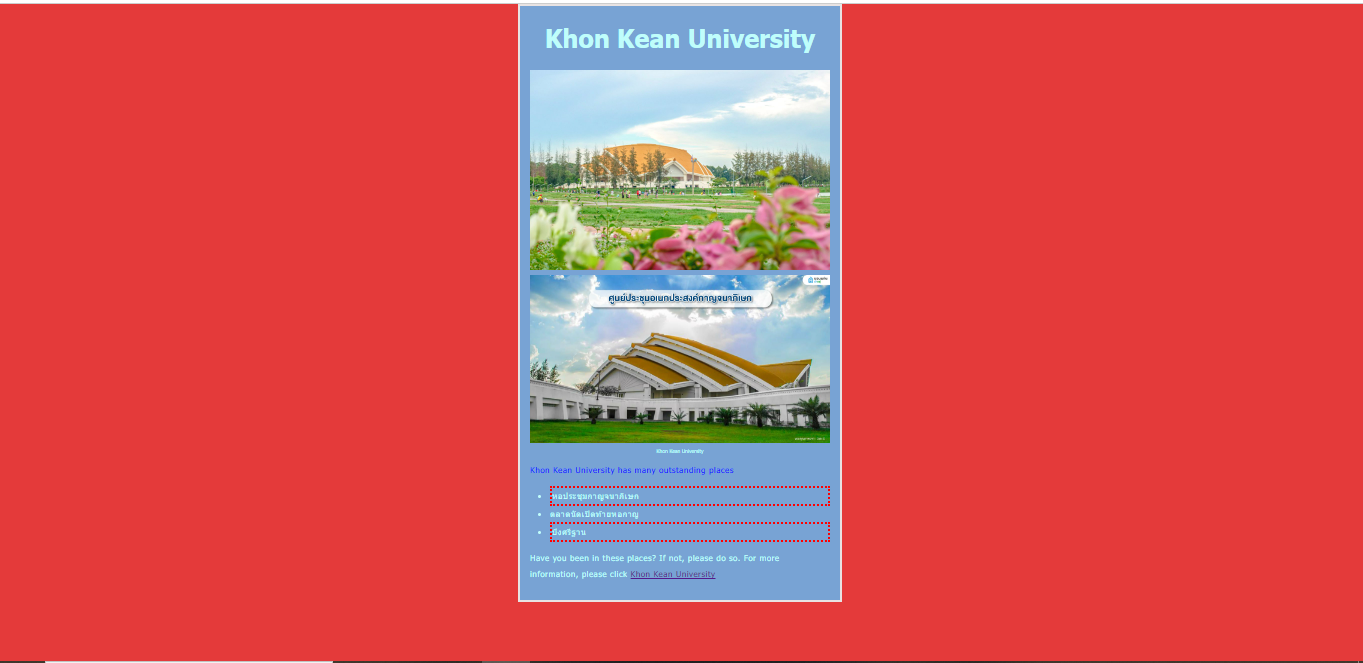 Khon Kean University
ศูนย์ประชุมอเนกประสงค์กาญจนาภิเษก
Khon Kean University
Khon Kean University has many outstanding places
หอประชุมกาญจนาภิเษก
ตลาดนัดเปิดท้ายหอกาญ
บึงศรีฐาน
Have you been in these places? If not, please do so. For more
information, please click Khon Kean University